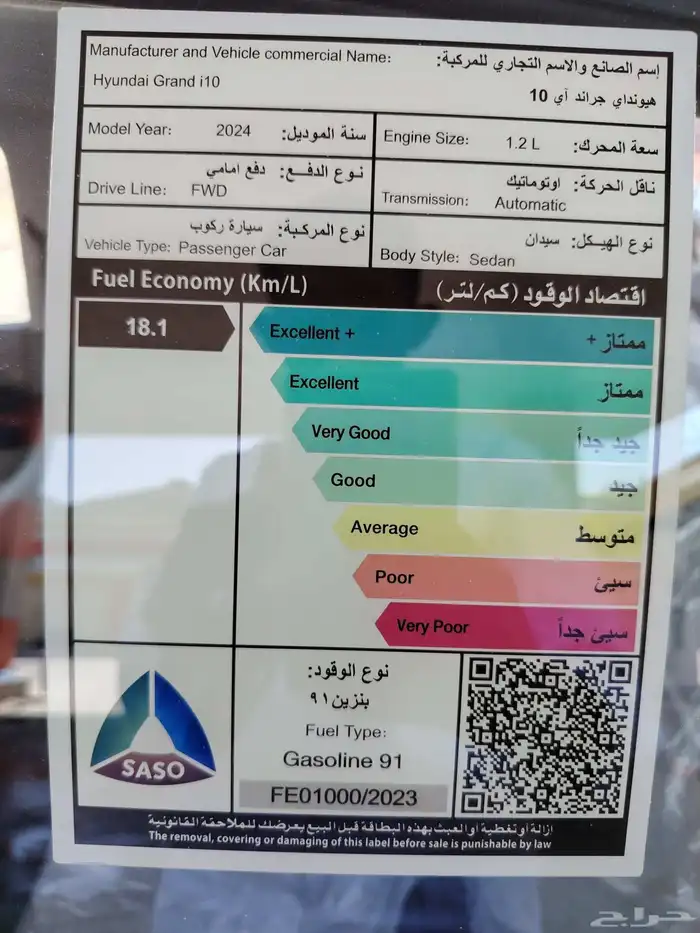 Manufacturer and Vehicle commercial Name:
إسم الصانع والاسم التجاري للمركبة:
Hyundai Grand i10
هيونداي جراند آي 10
Model Year: 2024 سنة الموديل:
Engine Size: 1.2 L سعة المحرك:
نوع الدفع: دفع امامي
Drive Line: FWD
ناقل الحركة: اوتوماتيك
Transmission: Automatic
نوع المركبة: سيارة ركوب
Vehicle Type: Passenger Car
نوع الهيكل: سيدان
Body Style: Sedan
Fuel Economy (Km/L) اقتصاد الوقود (كم/لتر)
18.1
Excellent + ممتاز +
Excellent ممتاز
Very Good جيد جداً
Good جيد
Average متوسط
Poor سيئ
Very Poor سيئ جداً
SASO
نوع الوقود:
بنزين ٩١
Fuel Type:
Gasoline 91
FE01000/2023
إزالة أو تغطية أو العبث بهذه البطاقة قبل البيع يعرضك للملاحقة القانونية
The removal, covering or damaging of this label before sale is punishable by law
حراج